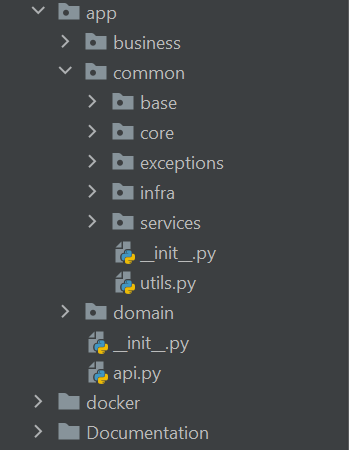 app
business
common
base
core
exceptions
infra
services
__init__.py
utils.py
domain
__init__.py
api.py
docker
Documentation